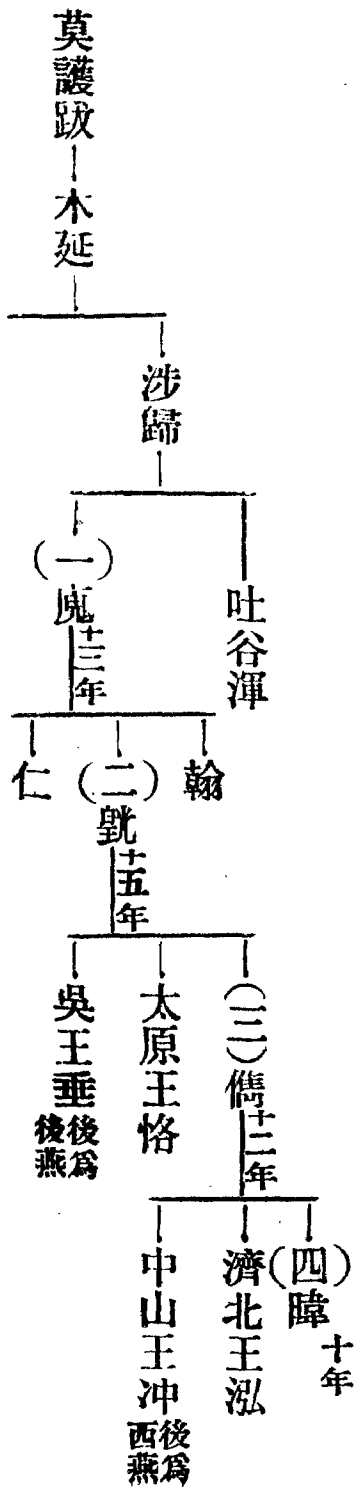 莫護跋
木延
涉歸
吐谷渾
(一)廆 十三年
翰
(二)皝 十五年
仁
(三)儁 十二年
太原王恪
吳王垂 後爲後燕
(四)暐 十年
濟北王泓
中山王冲 後爲西燕